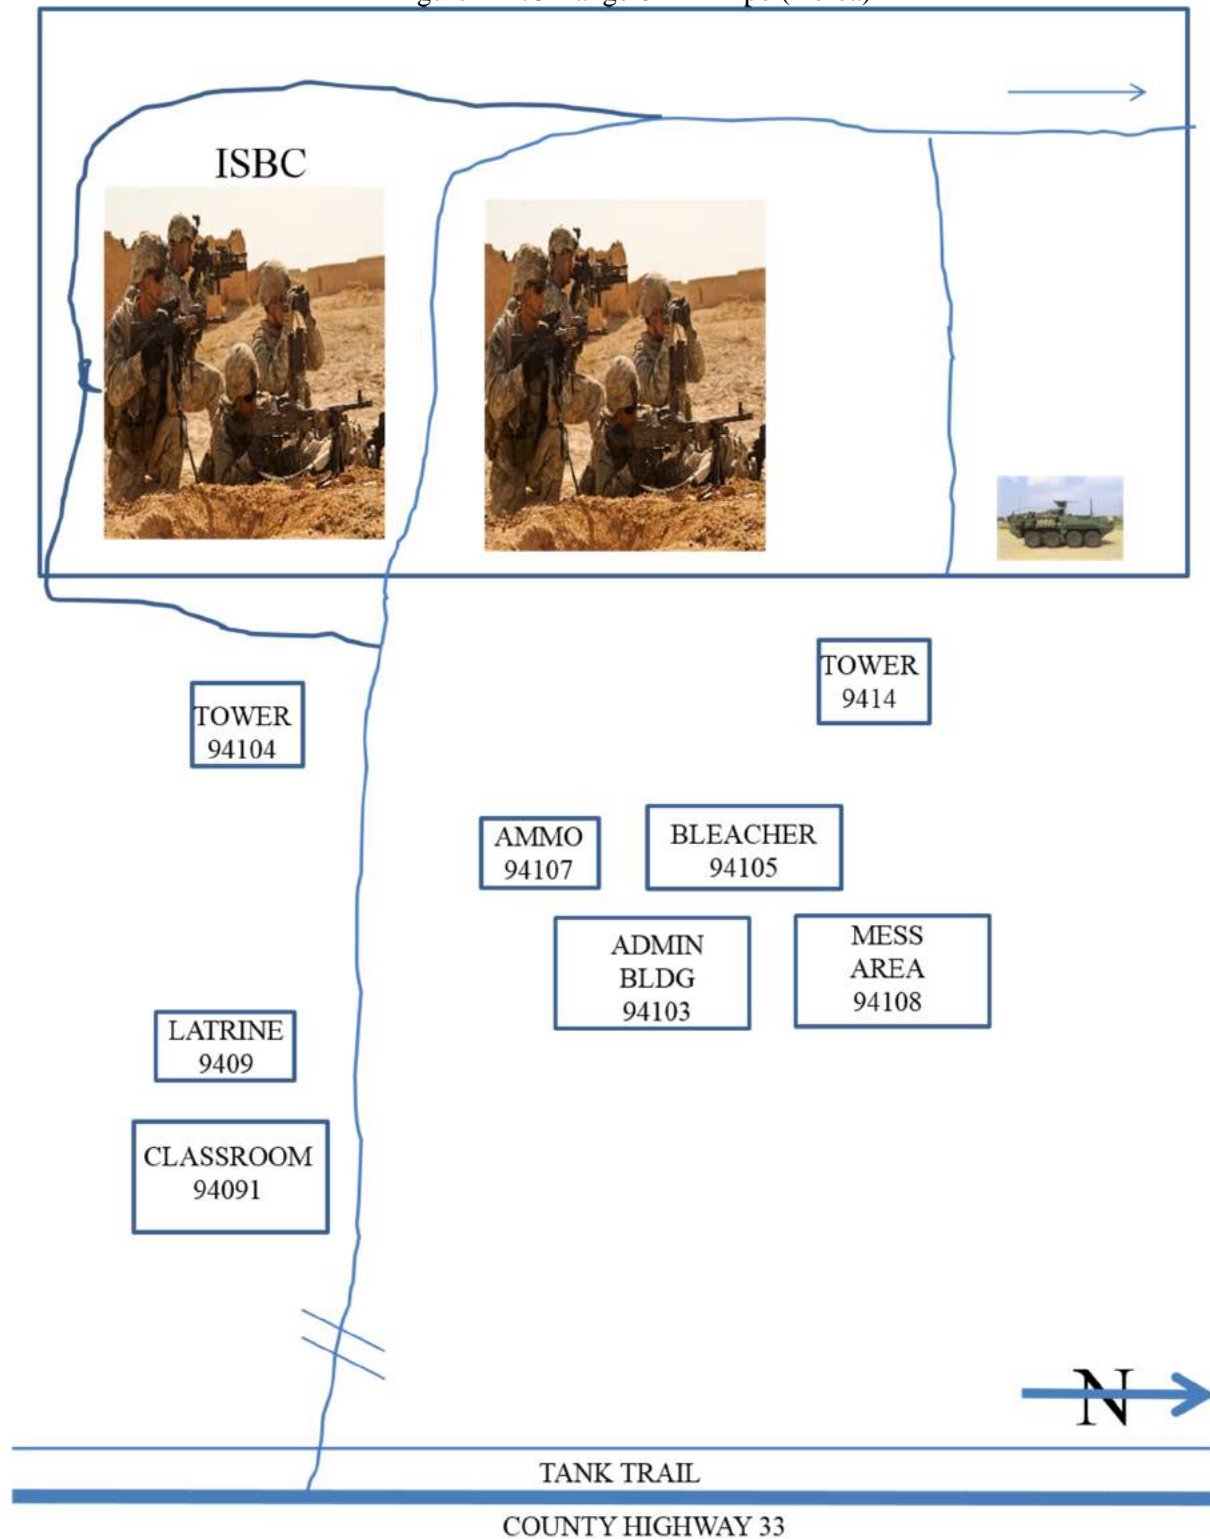 ISBC
TOWER
94104
TOWER
9414
AMMO
94107
BLEACHER
94105
ADMIN
BLDG
94103
MESS
AREA
94108
LATRINE
9409
CLASSROOM
94091
N
TANK TRAIL
COUNTY HIGHWAY 33